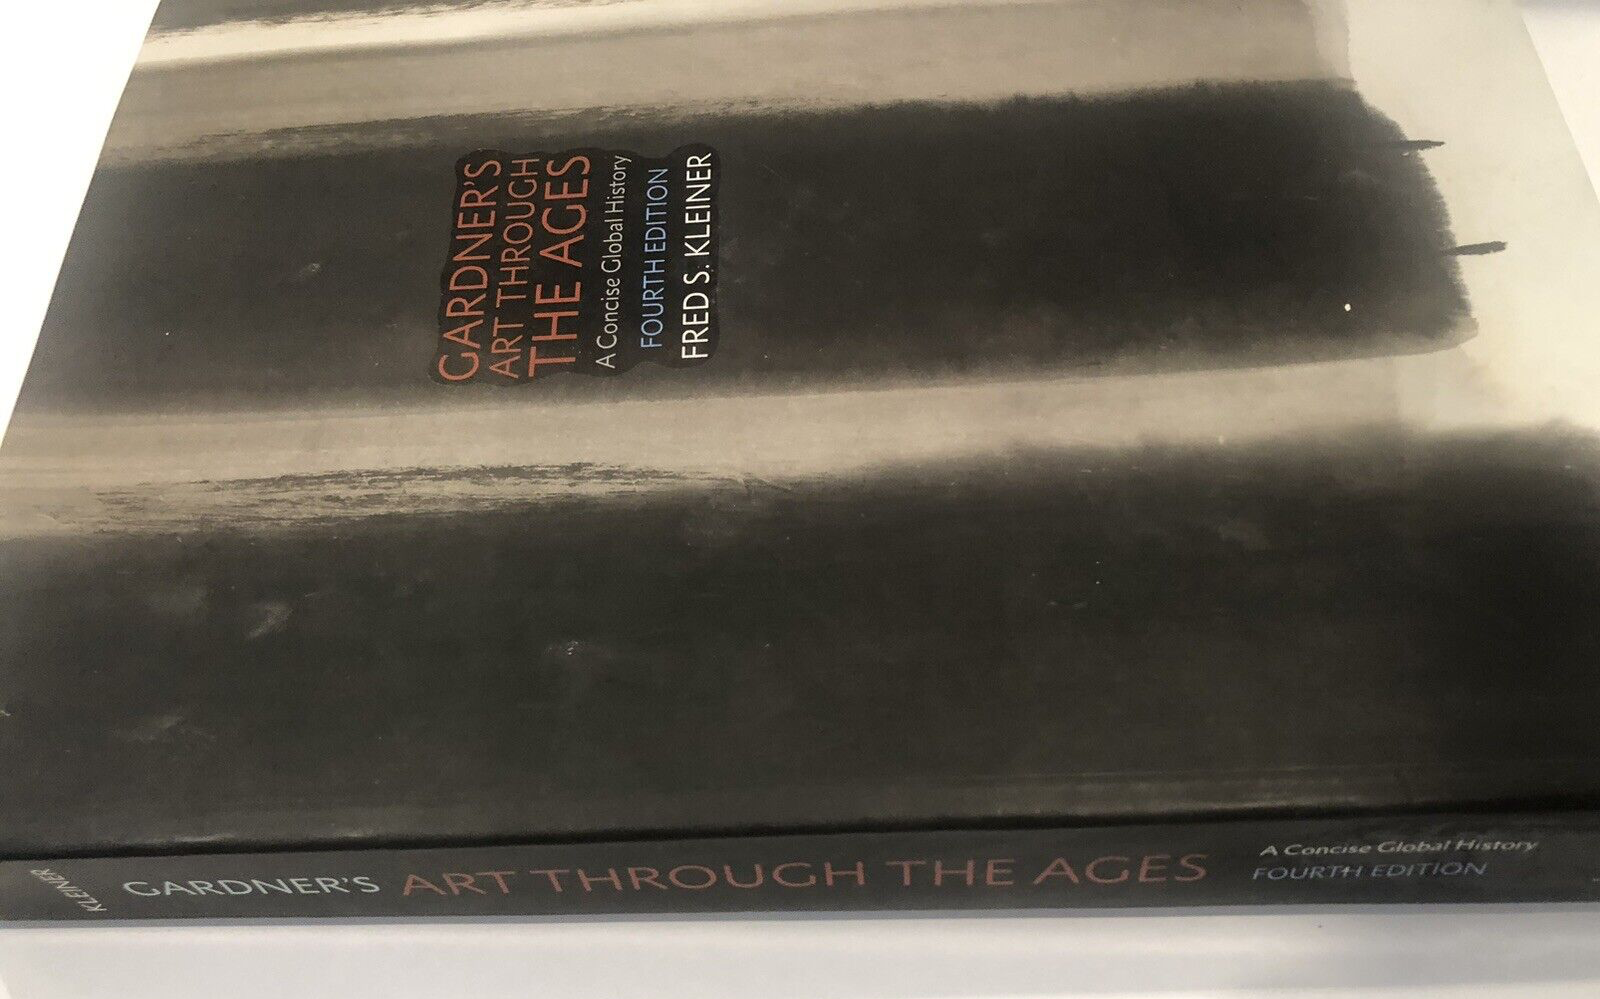 GARDNER'S
ART THROUGH
THE AGES
A Concise Global History
FOURTH EDITION
FRED S. KLEINER
KLEINER
GARDNER'S ART THROUGH THE AGES
A Concise Global History
FOURTH EDITION